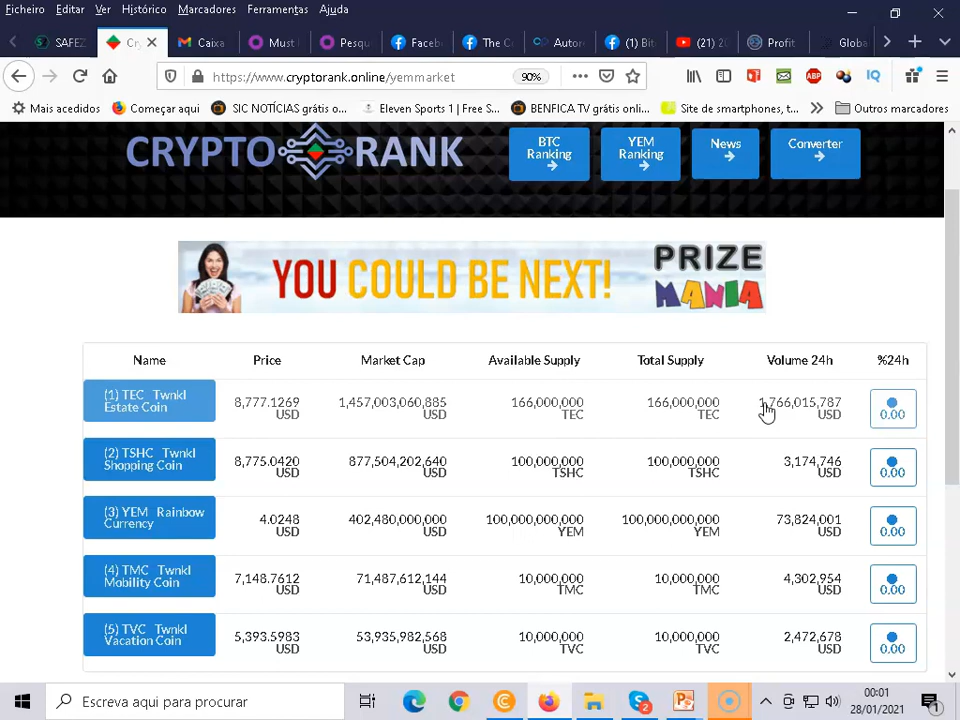 Ficheiro Editar Ver Histórico Marcadores Ferramentas Ajuda
SAFEZ Cr Caixa Must Pesqu Faceb The C Autor (1) Bit (21) 20 Profit Globa
https://www.cryptorank.online/yemmarket 90% ABP IQ
Mais acedidos Começar aqui SIC NOTÍCIAS grátis o... Eleven Sports 1 | Free S... BENFICA TV grátis onli... Site de smartphones, t... Outros marcadores
CRYPTO RANK
BTC Ranking
YEM Ranking
News
Converter
YOU COULD BE NEXT!
PRIZE
MANIA
Name Price Market Cap Available Supply Total Supply Volume 24h %24h
(1) TEC Twnkl 8,777.1269 1,457,003,060,885 166,000,000 166,000,000 1,766,015,787
Estate Coin USD USD TEC TEC USD 0.00
(2) TSHC Twnkl 8,775.0420 877,504,202,640 100,000,000 100,000,000 3,174,746
Shopping Coin USD USD TSHC TSHC USD 0.00
(3) YEM Rainbow 4.0248 402,480,000,000 100,000,000,000 100,000,000,000 73,824,001
Currency USD USD YEM YEM USD 0.00
(4) TMC Twnkl 7,148.7612 71,487,612,144 10,000,000 10,000,000 4,302,954
Mobility Coin USD USD TMC TMC USD 0.00
(5) TVC Twnkl 5,393.5983 53,935,982,568 10,000,000 10,000,000 2,472,678
Vacation Coin USD USD TVC TVC USD 0.00
Escreva aqui para procurar
00:01
28/01/2021